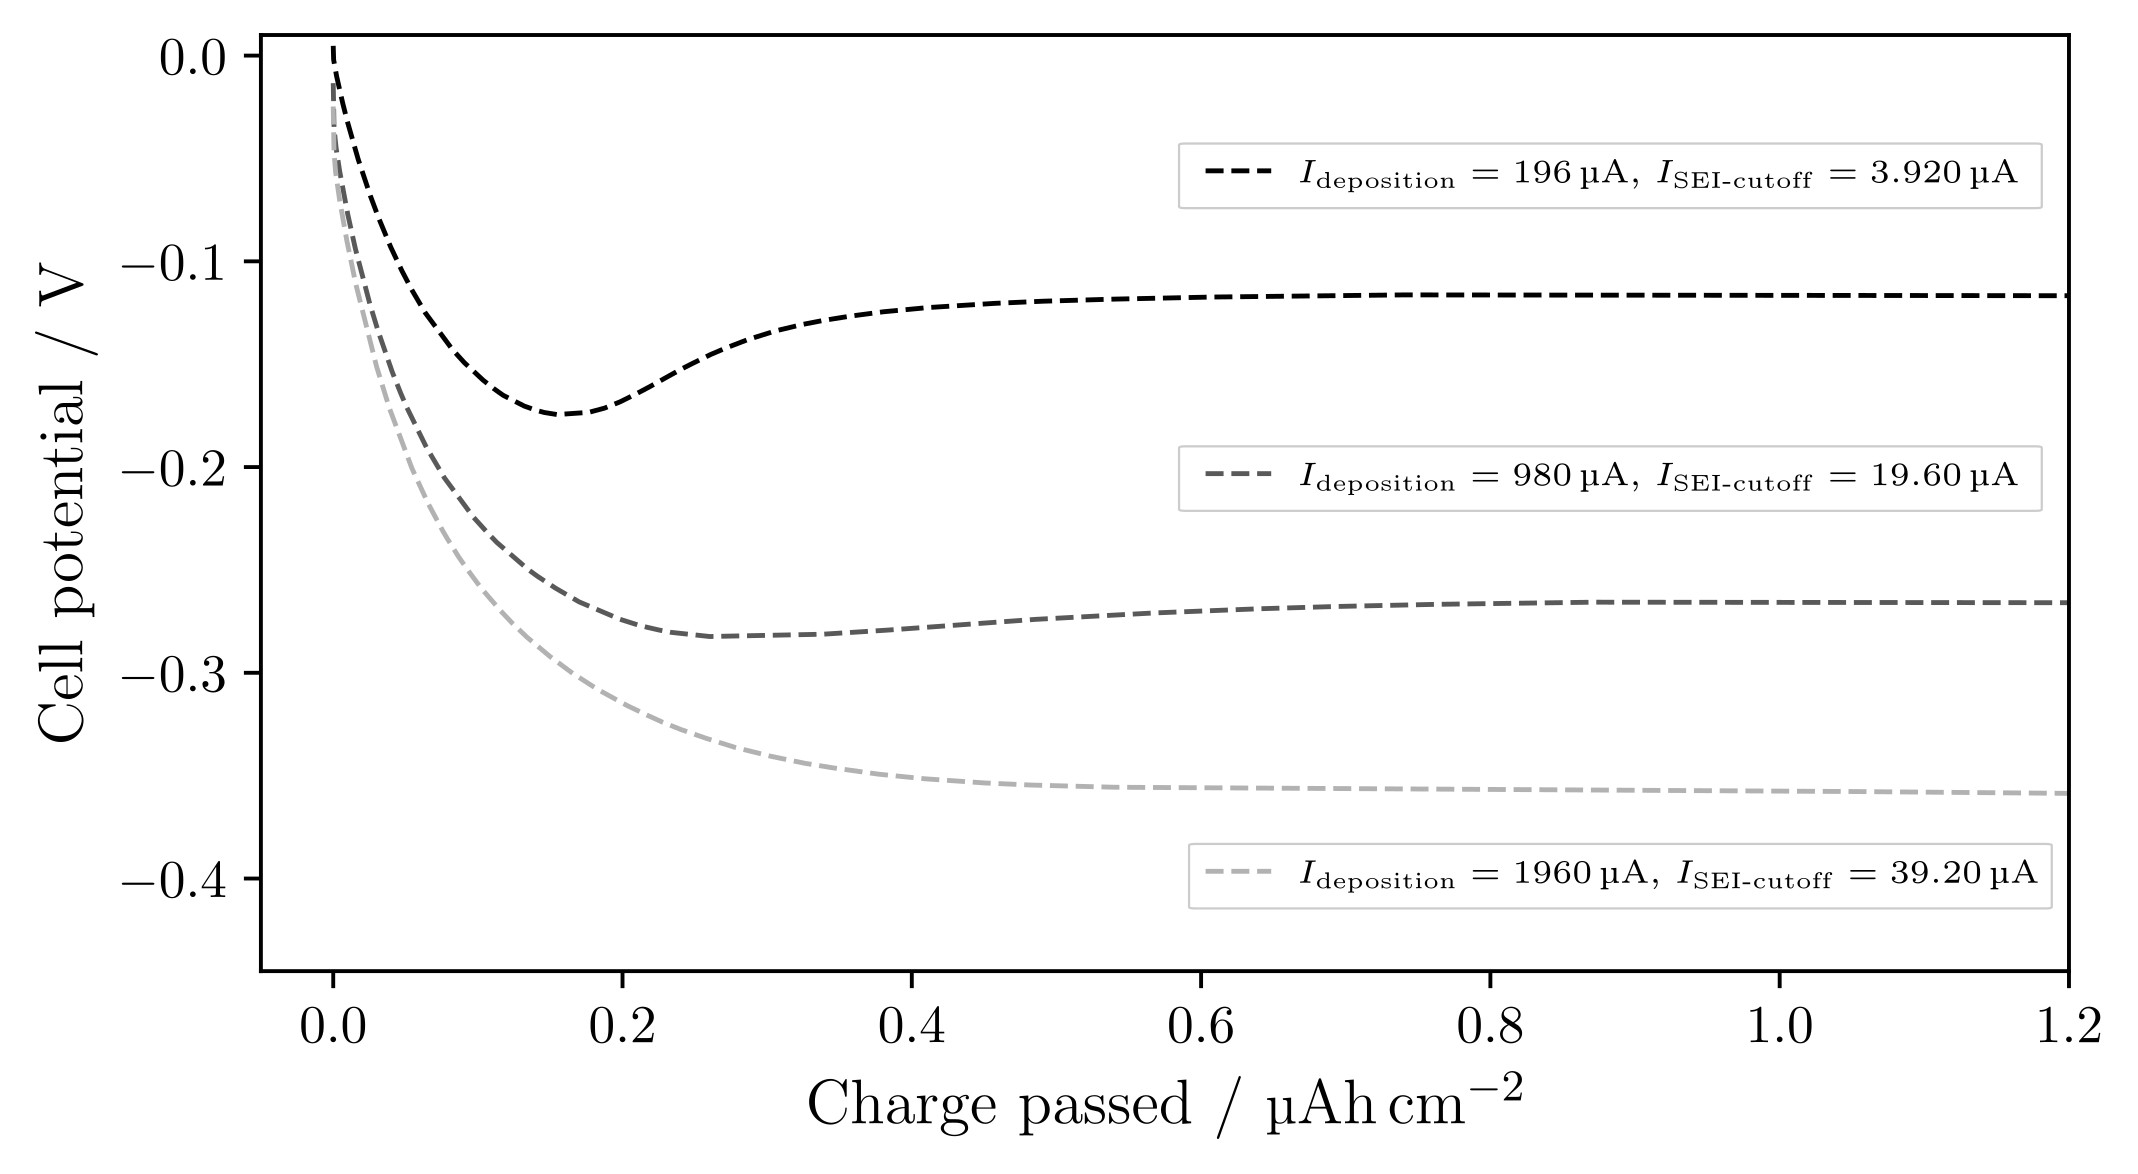 0.0
−0.1
−0.2
−0.3
−0.4
Cell potential / V
I_deposition = 196 µA, I_SEI-cutoff = 3.920 µA
I_deposition = 980 µA, I_SEI-cutoff = 19.60 µA
I_deposition = 1960 µA, I_SEI-cutoff = 39.20 µA
0.0 0.2 0.4 0.6 0.8 1.0 1.2
Charge passed / µAh cm⁻²